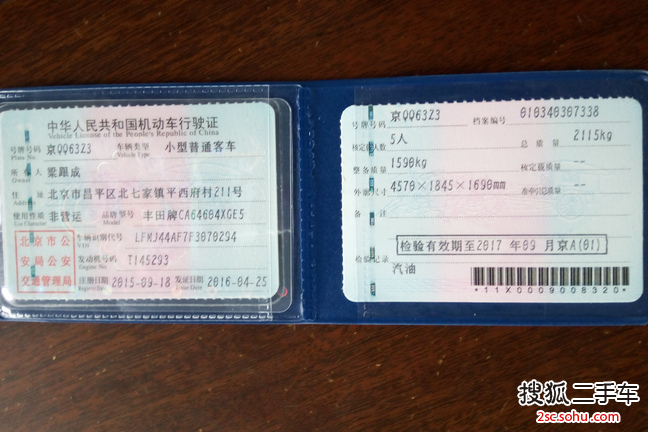 中华人民共和国机动车行驶证
Vehicle License of the People's Republic of China
号牌号码 京QQ63Z3 车辆类型 小型普通客车
Plate No. Vehicle Type
所有人 梁跟成
Owner
住址 北京市昌平区北七家镇平西府村211号
Address
使用性质 非营运 品牌型号 丰田牌CA64604XGE5
Use Character Model
北京市公安局公安交通管理局
车辆识别代号 LFMJ44AF7F3070294
VIN
发动机号码 T145293
Engine No.
注册日期 2015-09-18 发证日期 2016-04-25
Register Date Issue Date
号牌号码 京QQ63Z3 档案编号 010340307338
核定载人数 5人 总质量 2115kg
整备质量 1590kg 核定载质量 --
外廓尺寸 4570×1845×1690mm 准牵引总质量 --
备注
检验有效期至2017年09月京A(01)
检验记录
汽油
*11X0009008320*
搜狐二手车
2sc.sohu.com